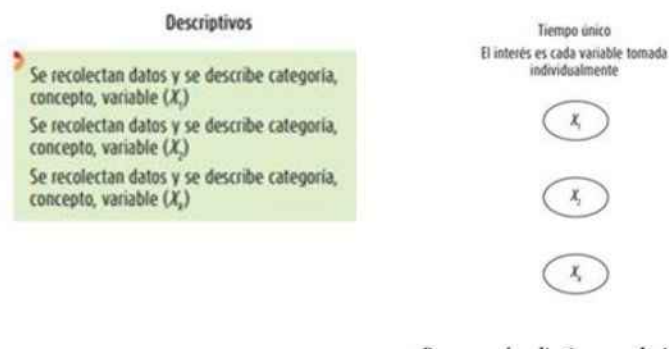 Descriptivos
Se recolectan datos y se describe categoría,
concepto, variable (X₁)
Se recolectan datos y se describe categoría,
concepto, variable (X₂)
Se recolectan datos y se describe categoría,
concepto, variable (Xₖ)
Tiempo único
El interés es cada variable tomada
individualmente
X₁
X₂
Xₖ